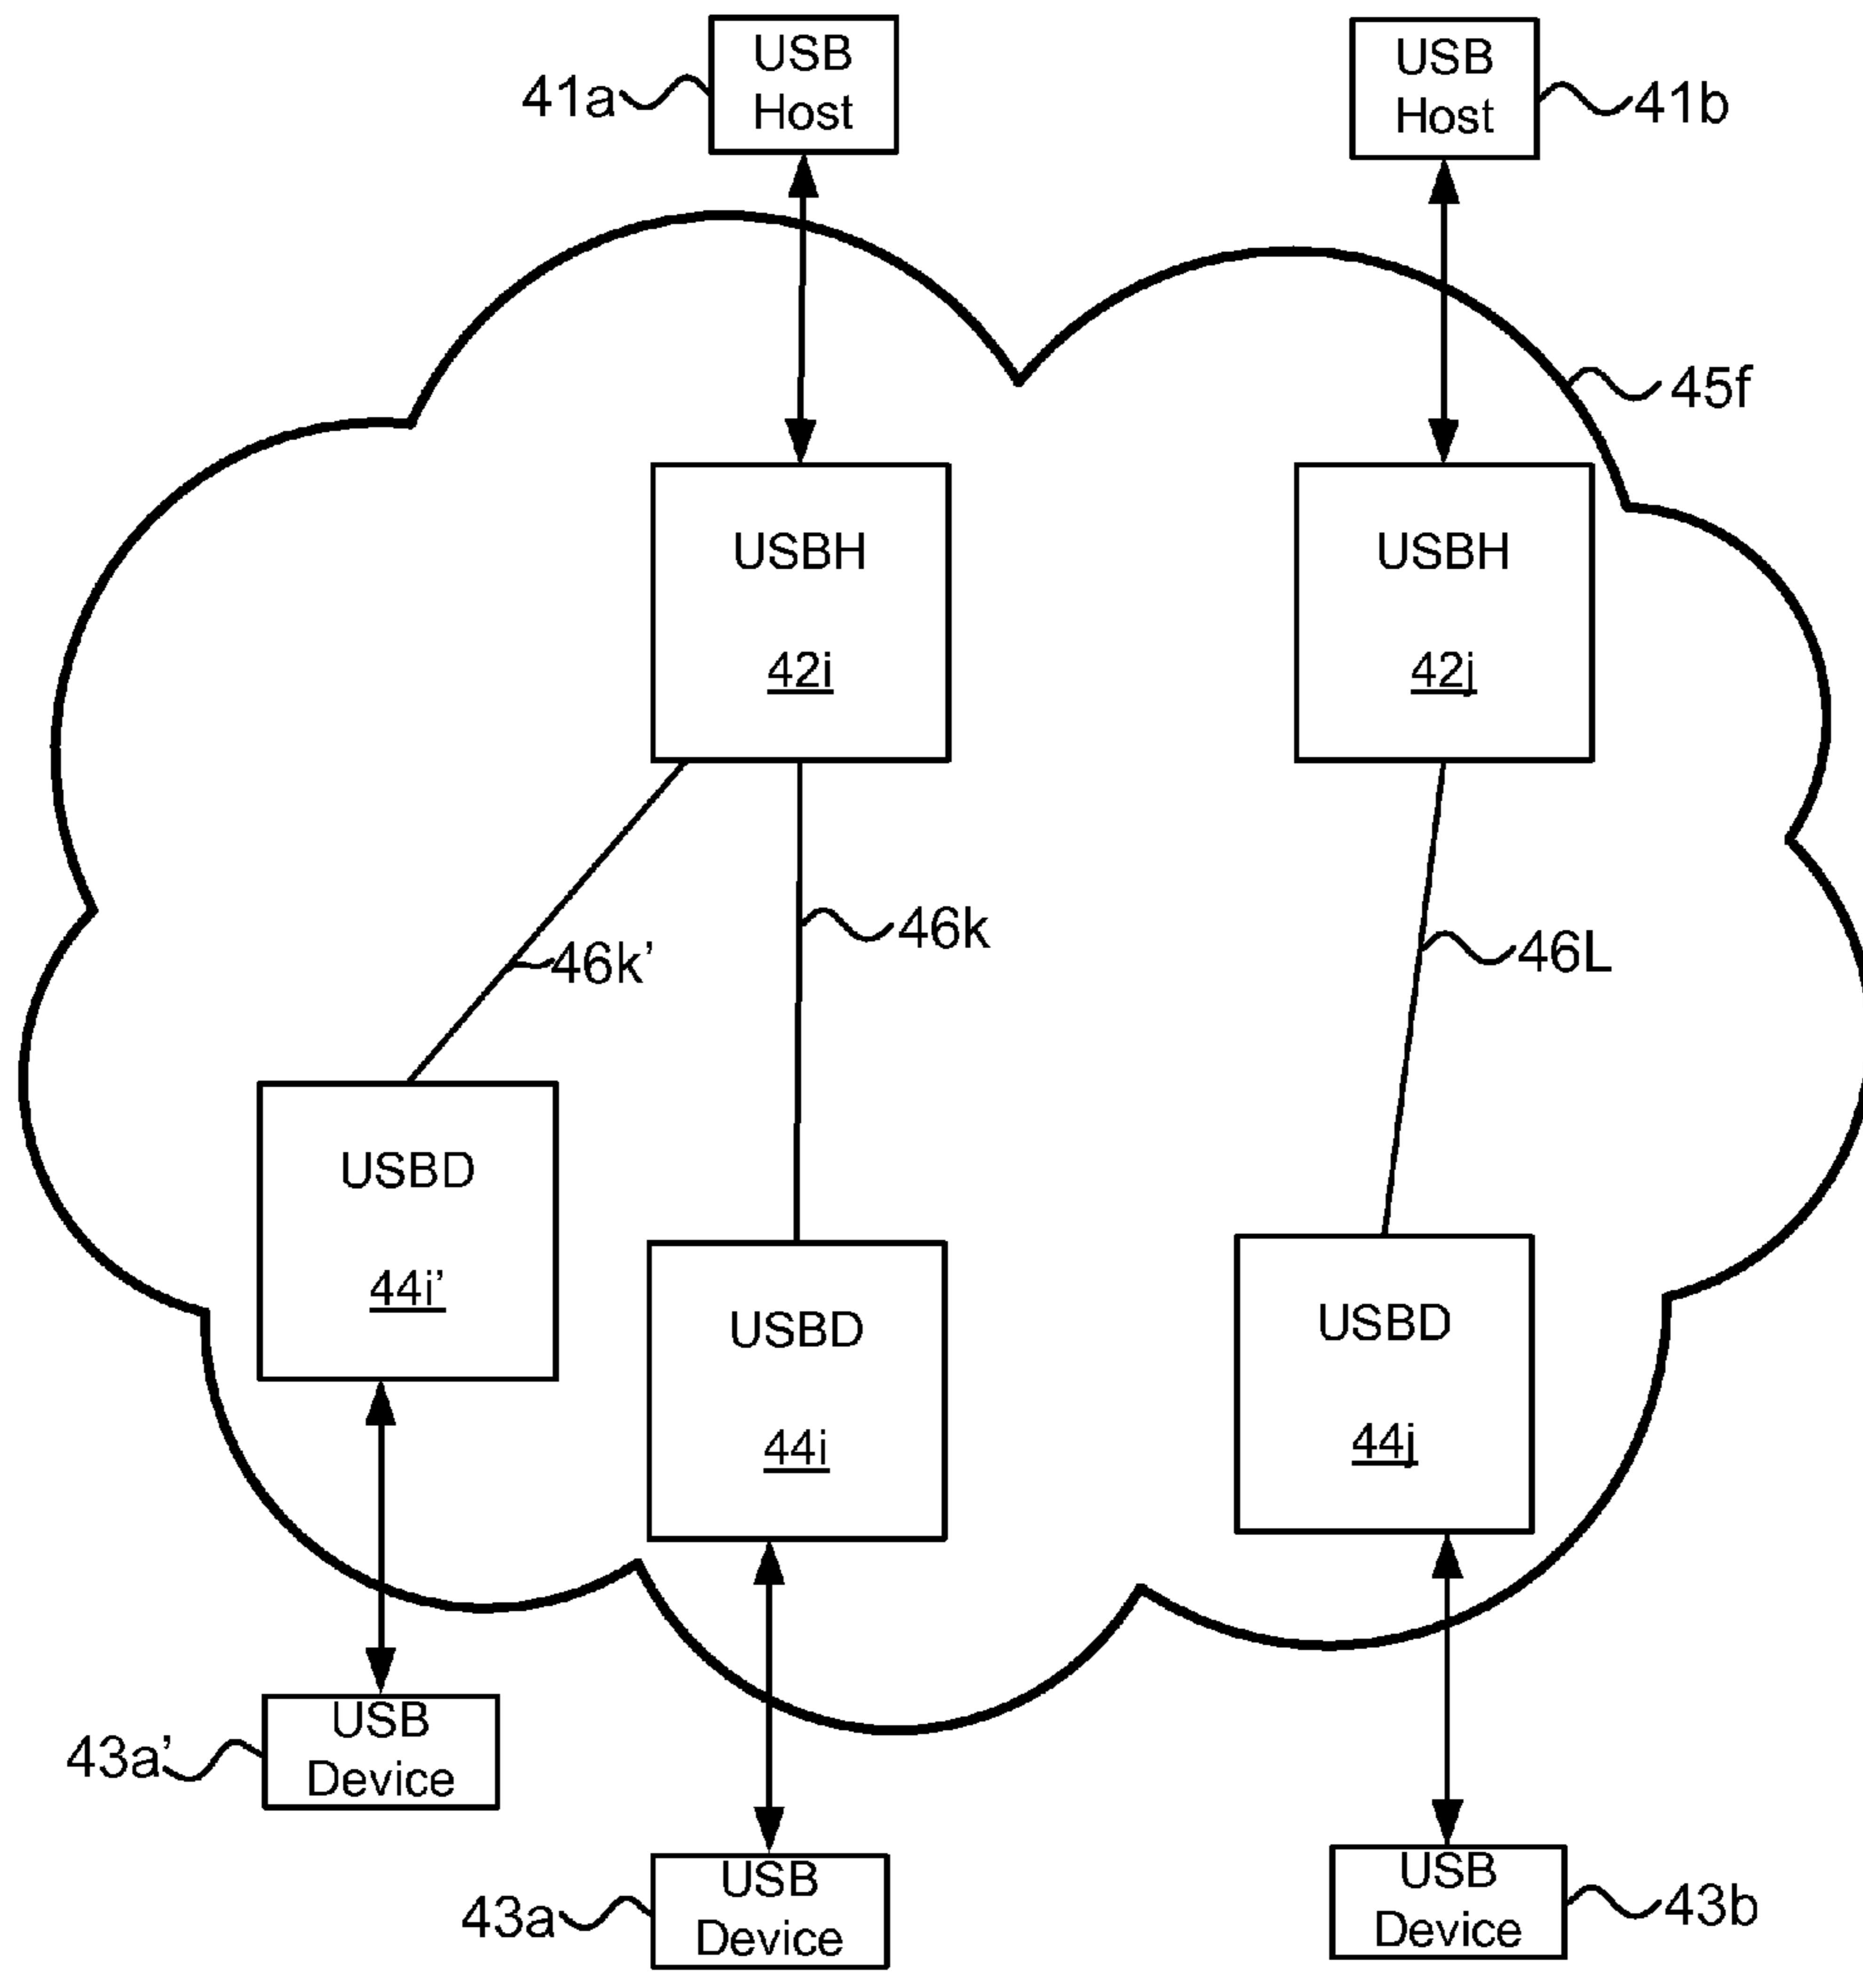 USB
Host
41a
USB
Host
41b
45f
USBH
42i
USBH
42j
46k’
46k
46L
USBD
44i’
USBD
44i
USBD
44j
USB
Device
43a’
USB
Device
43a
USB
Device
43b